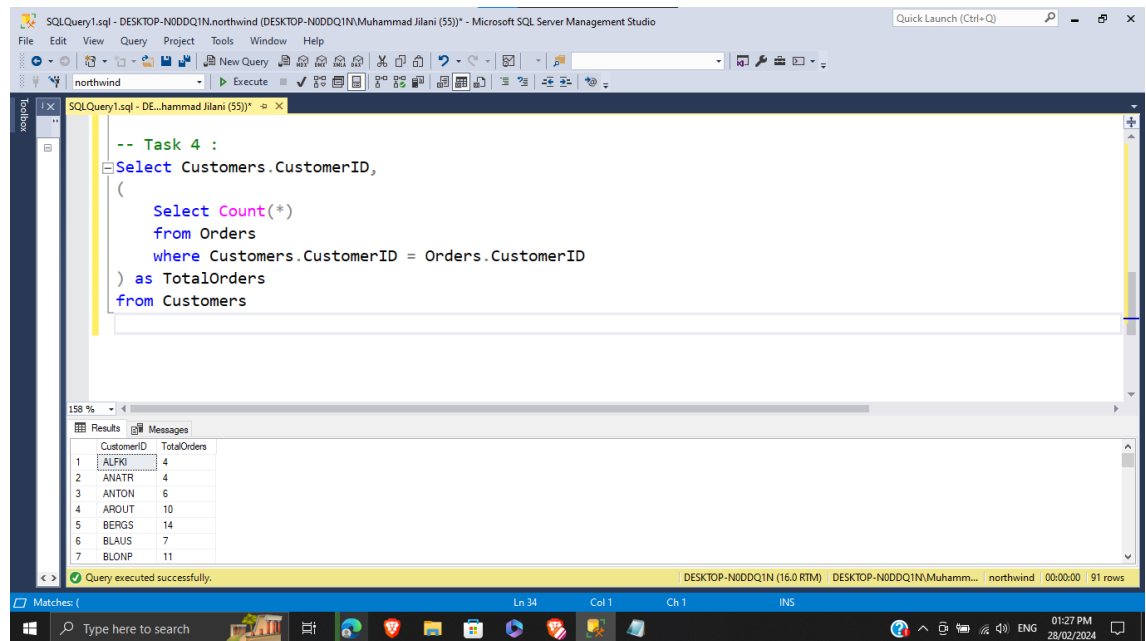 SQLQuery1.sql - DESKTOP-N0DDQ1N.northwind (DESKTOP-N0DDQ1N\Muhammad Jilani (55))* - Microsoft SQL Server Management Studio
Quick Launch (Ctrl+Q)
File Edit View Query Project Tools Window Help
New Query
northwind Execute
Toolbox
SQLQuery1.sql - DE...hammad Jilani (55))*
-- Task 4 :
Select Customers.CustomerID,
(
Select Count(*)
from Orders
where Customers.CustomerID = Orders.CustomerID
) as TotalOrders
from Customers
158 %
Results Messages
CustomerID TotalOrders
1 ALFKI 4
2 ANATR 4
3 ANTON 6
4 AROUT 10
5 BERGS 14
6 BLAUS 7
7 BLONP 11
Query executed successfully. DESKTOP-N0DDQ1N (16.0 RTM) DESKTOP-N0DDQ1N\Muhamm... northwind 00:00:00 91 rows
Matches: ( Ln 34 Col 1 Ch 1 INS
Type here to search
ENG
01:27 PM
28/02/2024